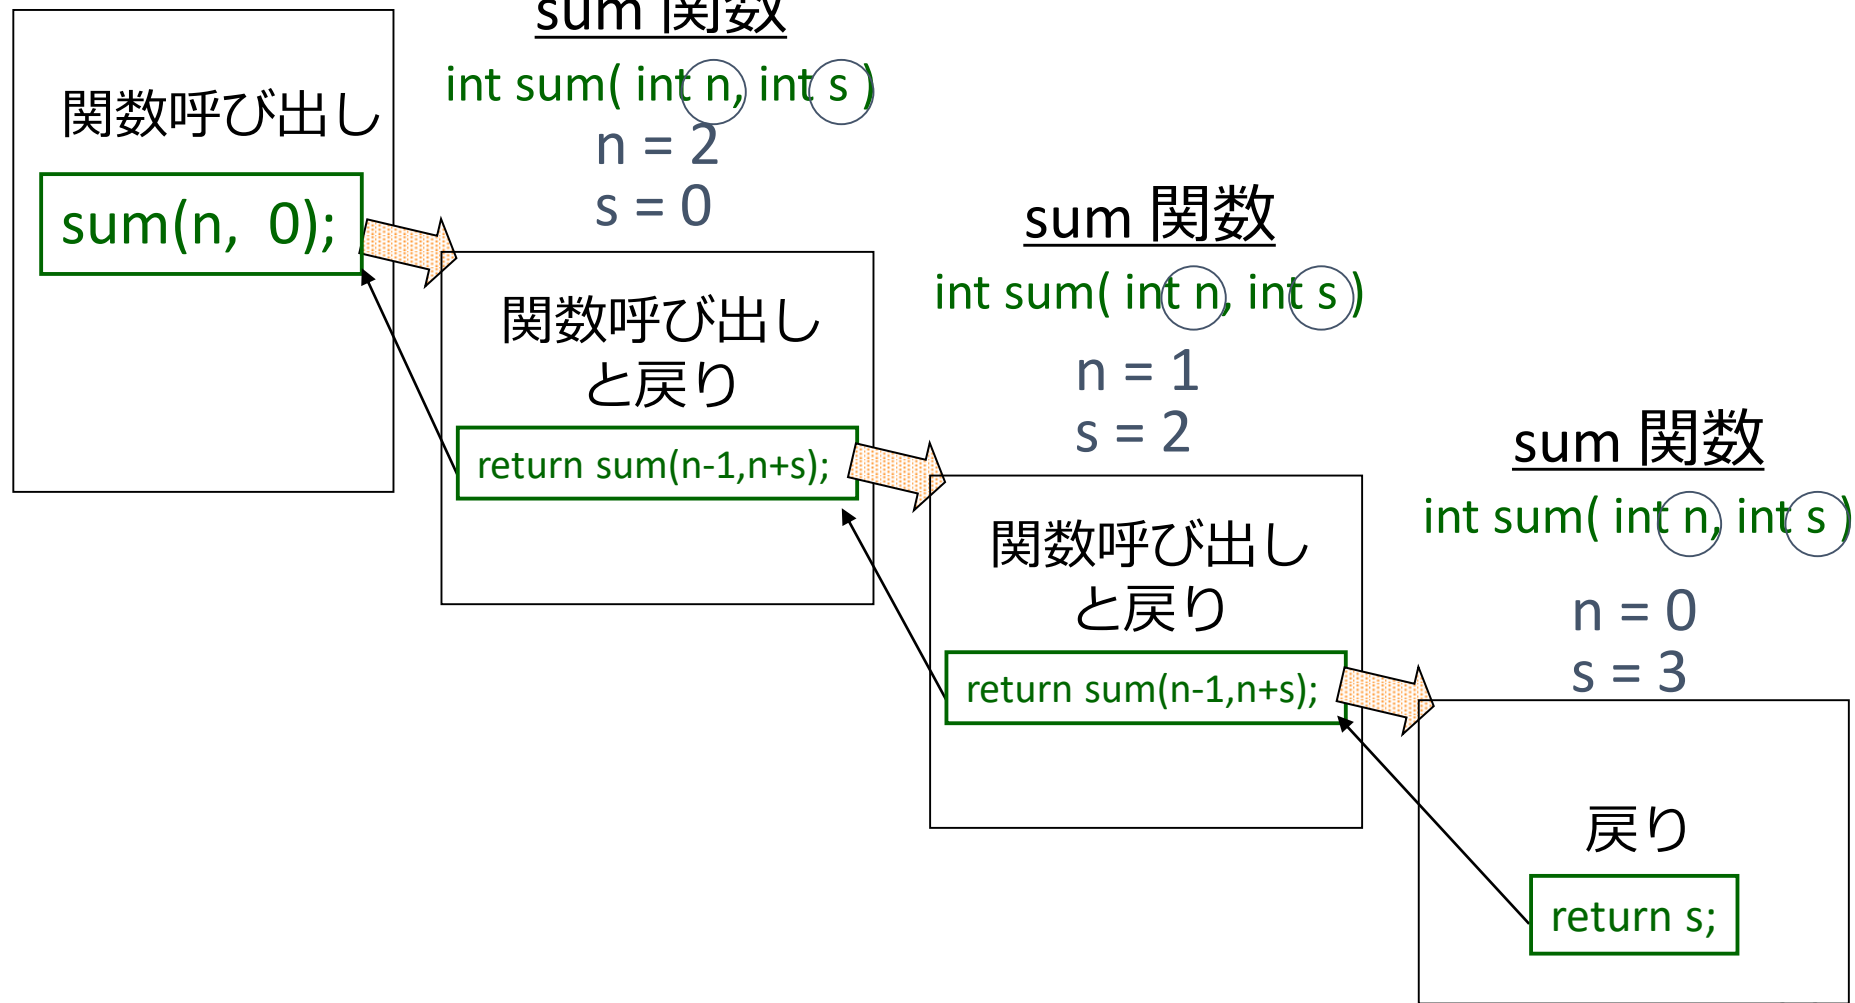 関数呼び出し
sum(n, 0);
sum 関数
int sum( int n, int s )
n = 2
s = 0
関数呼び出し
と戻り
return sum(n-1,n+s);
sum 関数
int sum( int n, int s )
n = 1
s = 2
関数呼び出し
と戻り
return sum(n-1,n+s);
sum 関数
int sum( int n, int s )
n = 0
s = 3
戻り
return s;